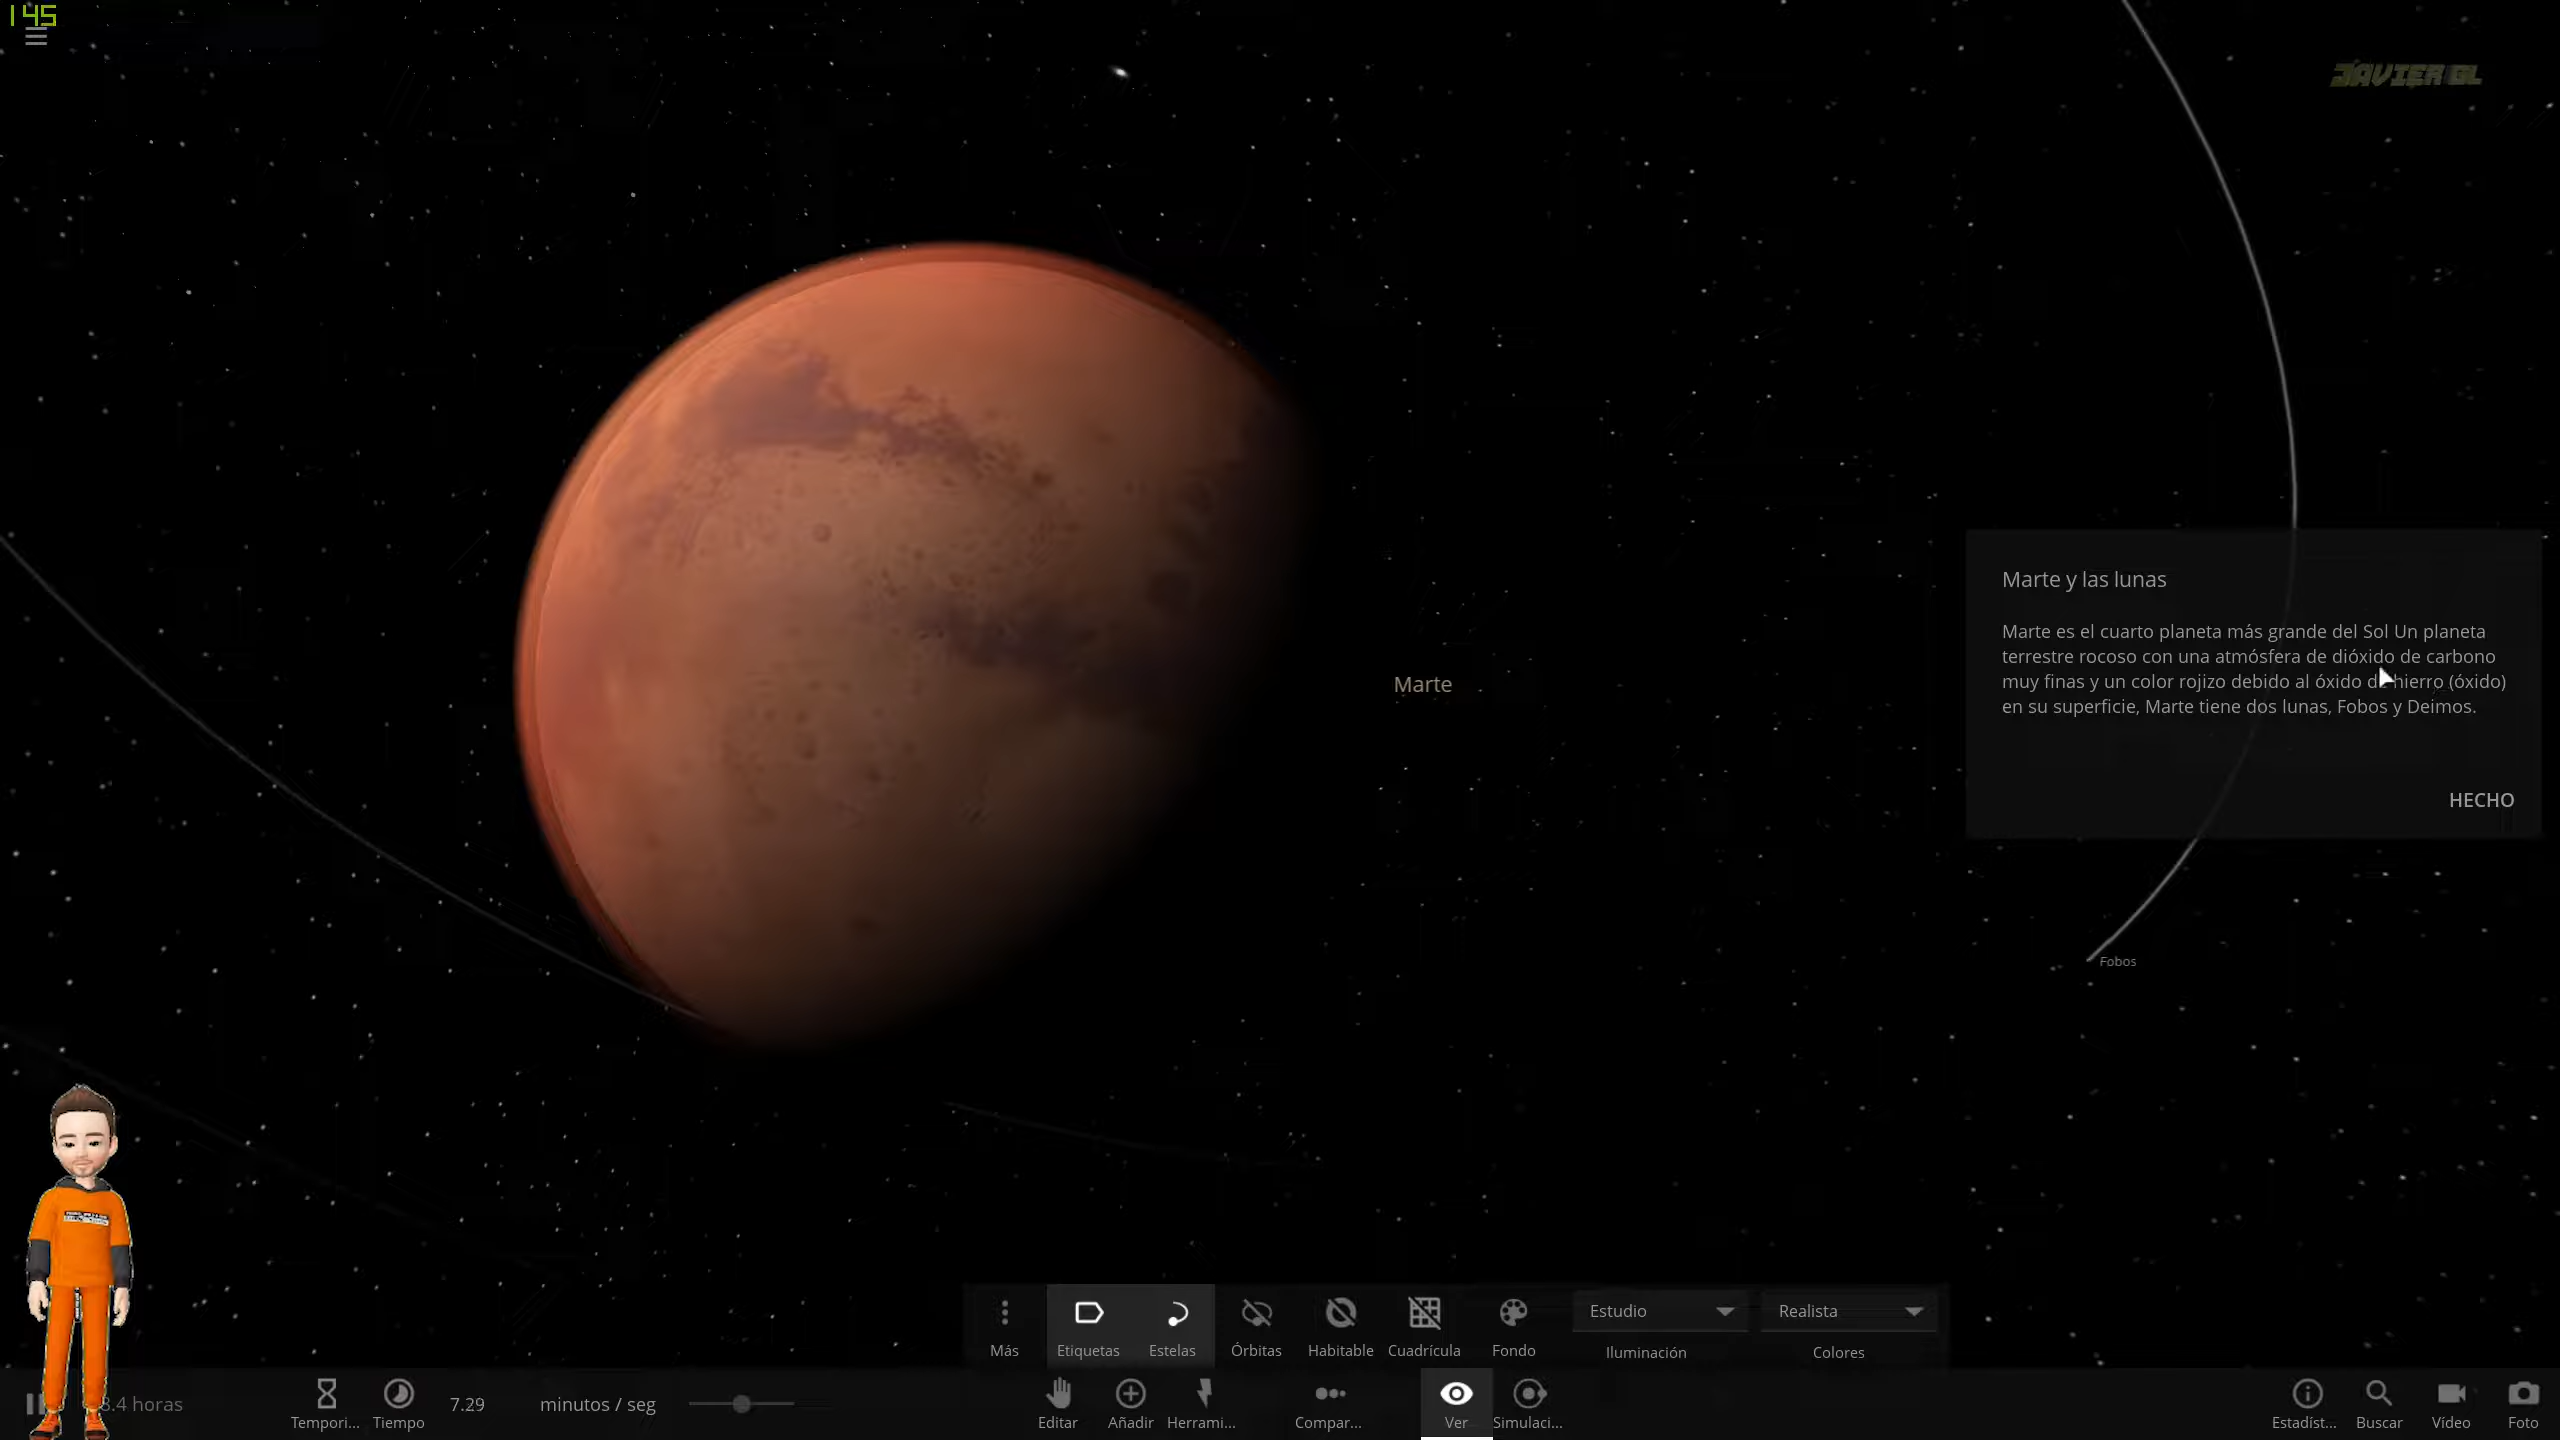 145
JAVIER GL
Marte y las lunas
Marte es el cuarto planeta más grande del Sol Un planeta
terrestre rocoso con una atmósfera de dióxido de carbono
muy finas y un color rojizo debido al óxido de hierro (óxido)
en su superficie, Marte tiene dos lunas, Fobos y Deimos.
HECHO
Marte
Fobos
Más
Etiquetas
Estelas
Órbitas
Habitable
Cuadrícula
Fondo
Estudio
Iluminación
Realista
Colores
8.4 horas
Tempori...
Tiempo
7.29
minutos / seg
Editar
Añadir
Herrami...
Compar...
Ver
Simulaci...
Estadíst...
Buscar
Vídeo
Foto